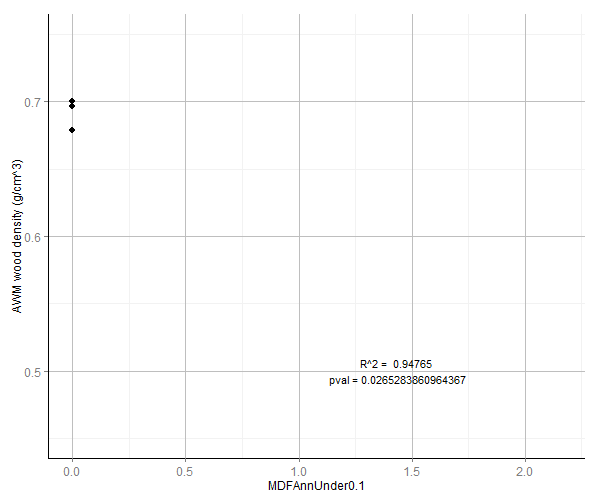 AWM wood density (g/cm^3)
0.7
0.6
0.5
R^2 =  0.94765
pval = 0.0265283860964367
0.0 0.5 1.0 1.5 2.0
MDFAnnUnder0.1